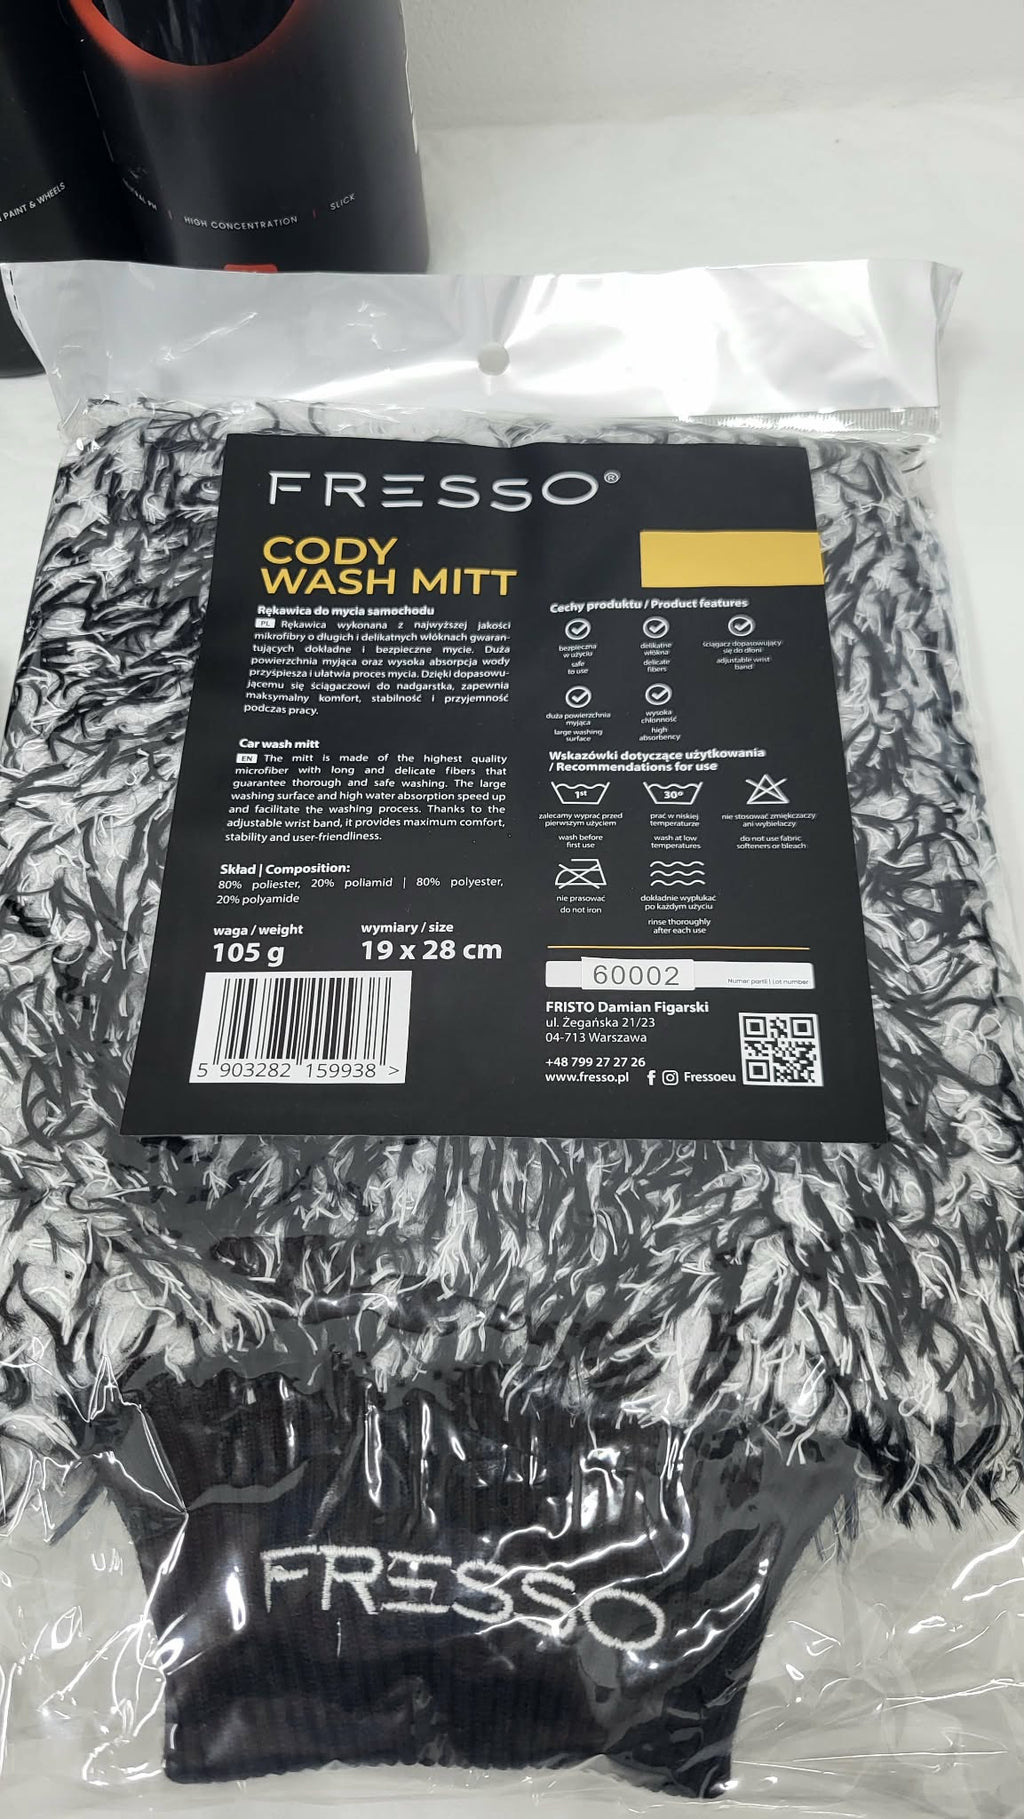 PAINT & WHEELS
HIGH CONCENTRATION | SLICK
FRESSO®
CODY
WASH MITT
Rękawica do mycia samochodu
PL Rękawica wykonana z najwyższej jakości
mikrofibry o długich i delikatnych włóknach gwaran-
tujących dokładne i bezpieczne mycie. Duża
powierzchnia myjąca oraz wysoka absorpcja wody
przyśpiesza i ułatwia proces mycia. Dzięki dopasowu-
jącemu się ściągaczowi do nadgarstka, zapewnia
maksymalny komfort, stabilność i przyjemność
podczas pracy.
Car wash mitt
EN The mitt is made of the highest quality
microfiber with long and delicate fibers that
guarantee thorough and safe washing. The large
washing surface and high water absorption speed up
and facilitate the washing process. Thanks to the
adjustable wrist band, it provides maximum comfort,
stability and user-friendliness.
Skład | Composition:
80% poliester, 20% poliamid | 80% polyester,
20% polyamide
waga / weight
105 g
wymiary / size
19 x 28 cm
5 903282 159938 >
Cechy produktu / Product features
bezpieczna
w użyciu
safe
to use
delikatne
włókna
delicate
fibers
ściągacz dopasowujący
się do dłoni
adjustable wrist
band
duża powierzchnia
myjąca
large washing
surface
wysoka
chłonność
high
absorbency
Wskazówki dotyczące użytkowania
/ Recommendations for use
1st
zalecamy wyprać przed
pierwszym użyciem
wash before
first use
30°
prać w niskiej
temperaturze
wash at low
temperatures
nie stosować zmiękczaczy
ani wybielaczy
do not use fabric
softeners or bleach
nie prasować
do not iron
dokładnie wypłukać
po każdym użyciu
rinse thoroughly
after each use
60002
Numer partii | Lot number
FRISTO Damian Figarski
ul. Żegańska 21/23
04-713 Warszawa
+48 799 27 27 26
www.fresso.pl
Fressoeu
FRESSO